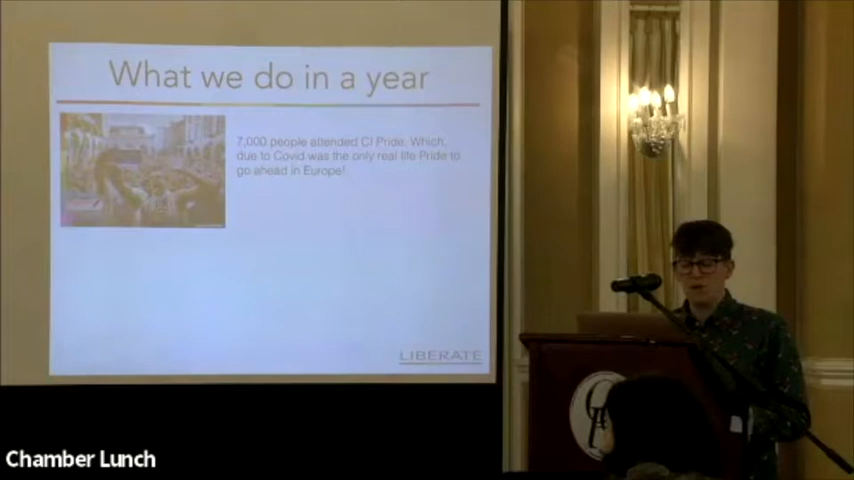 What we do in a year
7,000 people attended CI Pride. Which,
due to Covid was the only real life Pride to
go ahead in Europe!
LIBERATE
Chamber Lunch